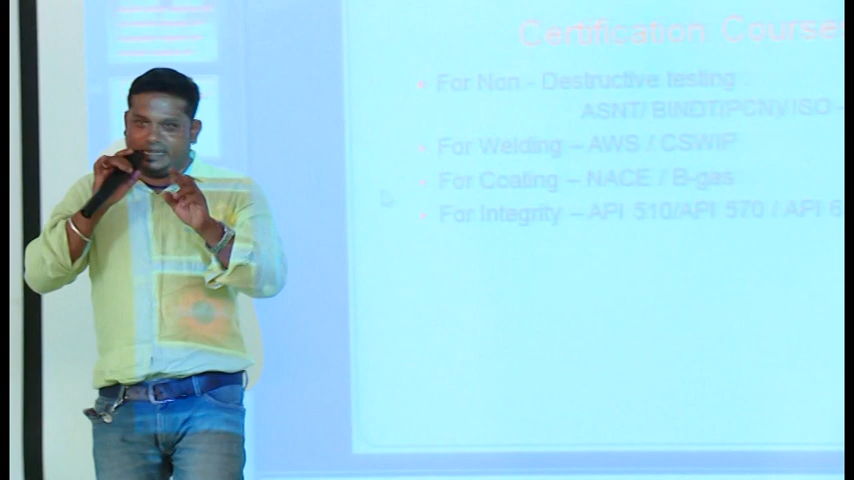 Certification Course
• For Non - Destructive testing :
ASNT/ BINDT/PCN/ISO -
• For Welding – AWS / CSWIP
• For Coating – NACE / B-gas
• For Integrity – API 510/API 570 / API 6